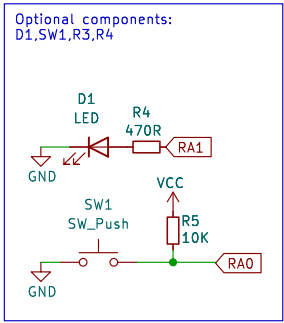 Optional components:
D1,SW1,R3,R4
D1
LED
R4
470R
RA1
GND
VCC
SW1
SW_Push
R5
10K
RA0
GND